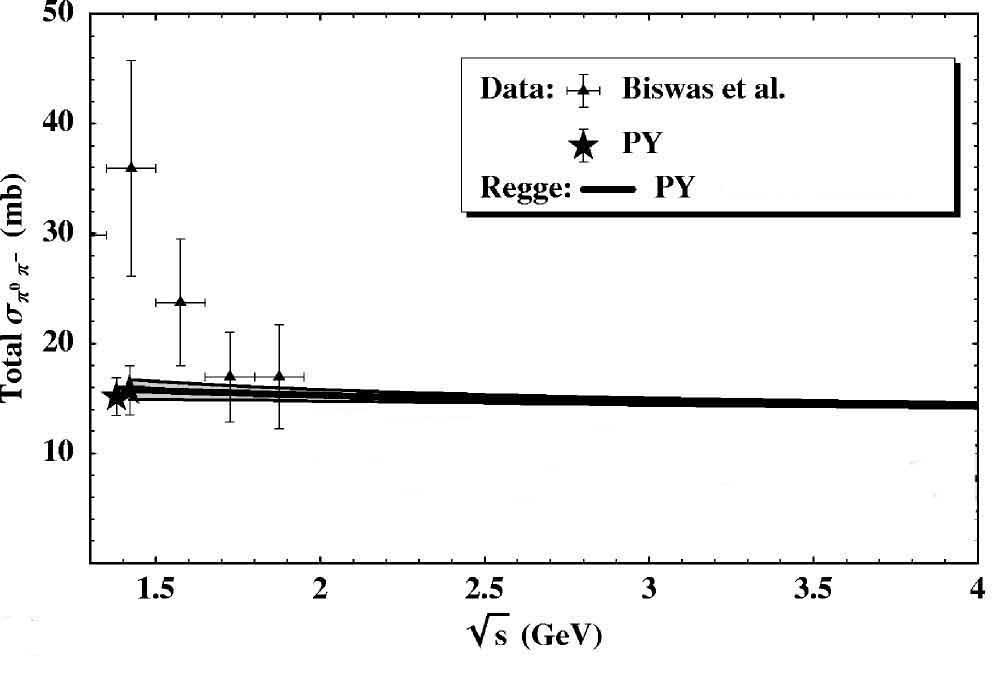 50
40
30
20
10
Total σπ⁰ π⁻ (mb)
Data: Biswas et al.
PY
Regge: PY
1.5 2 2.5 3 3.5 4
√s (GeV)